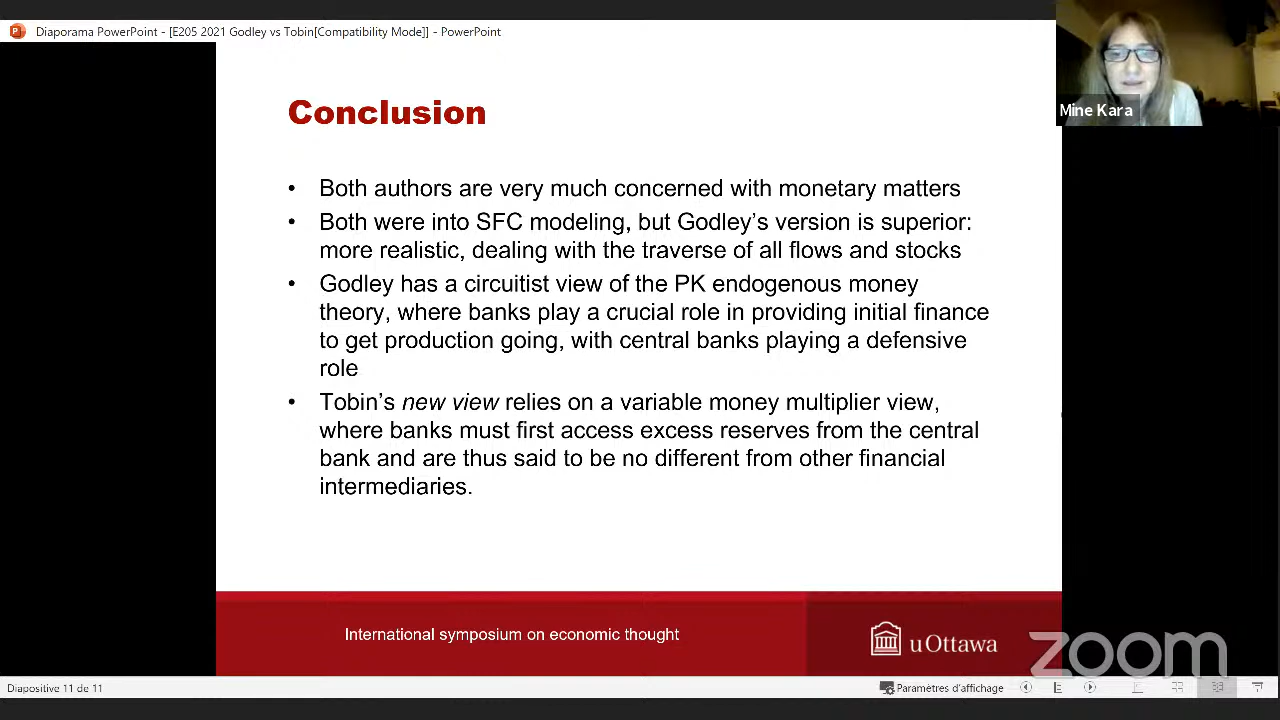 Diaporama PowerPoint - [E205 2021 Godley vs Tobin[Compatibility Mode]] - PowerPoint
Mine Kara
Conclusion
• Both authors are very much concerned with monetary matters
• Both were into SFC modeling, but Godley's version is superior:
more realistic, dealing with the traverse of all flows and stocks
• Godley has a circuitist view of the PK endogenous money
theory, where banks play a crucial role in providing initial finance
to get production going, with central banks playing a defensive
role
• Tobin's new view relies on a variable money multiplier view,
where banks must first access excess reserves from the central
bank and are thus said to be no different from other financial
intermediaries.
International symposium on economic thought
uOttawa
zoom
Diapositive 11 de 11
Paramètres d'affichage